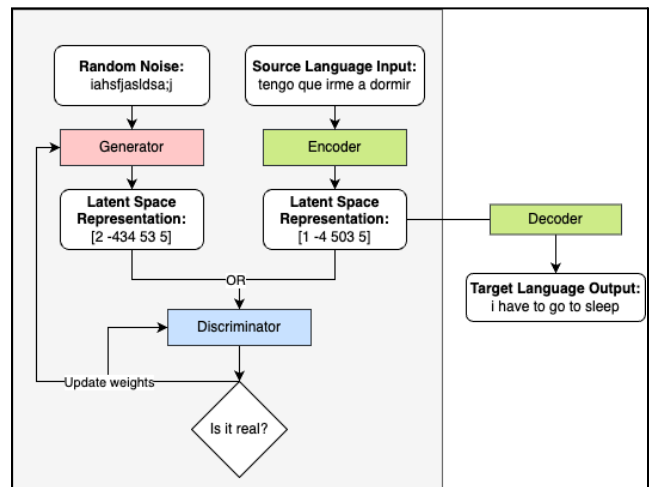 Random Noise:
iahsfjasldsa;j
Source Language Input:
tengo que irme a dormir
Generator
Encoder
Latent Space
Representation:
[2 -434 53 5]
Latent Space
Representation:
[1 -4 503 5]
Decoder
OR
Target Language Output:
i have to go to sleep
Discriminator
Update weights
Is it real?